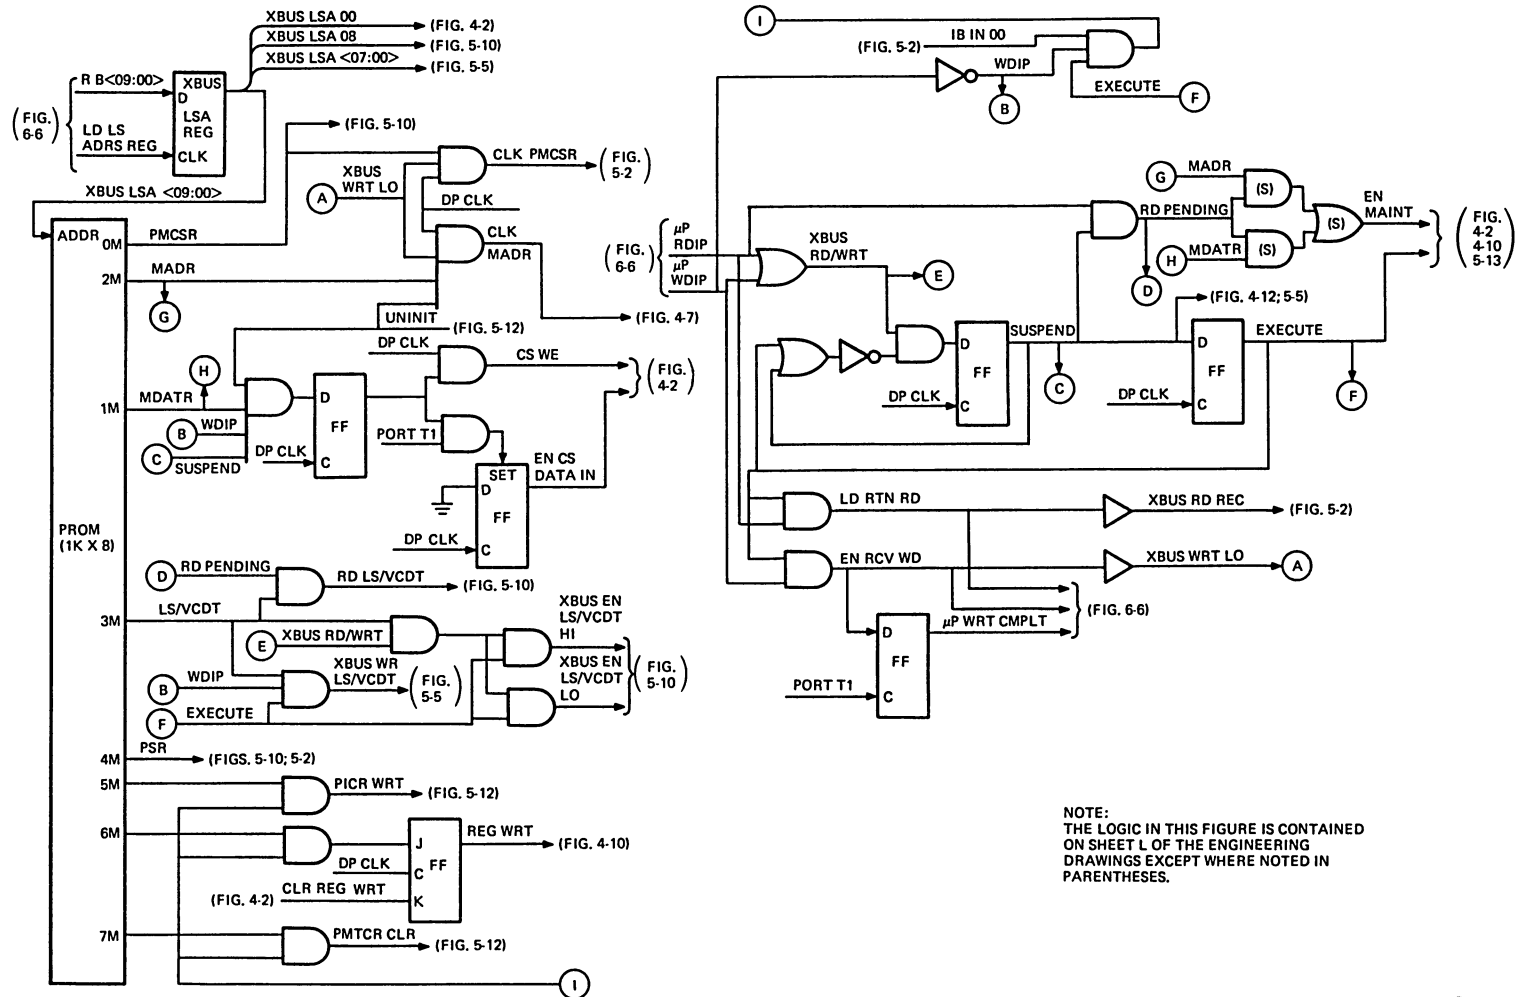 XBUS LSA 00
(FIG. 4-2)
XBUS LSA 08
(FIG. 5-10)
XBUS LSA <07:00>
(FIG. 5-5)
R B<09:00>
XBUS
D
LSA
REG
CLK
(FIG.
6-6)
LD LS
ADRS REG
XBUS LSA <09:00>
(FIG. 5-10)
XBUS
WRT LO
A
CLK PMCSR
(FIG.
5-2)
DP CLK
CLK
MADR
ADDR
0M
PMCSR
2M
MADR
G
UNINIT
(FIG. 5-12)
(FIG. 4-7)
DP CLK
CS WE
(FIG.
4-2)
H
1M
MDATR
B
WDIP
C
SUSPEND
DP CLK
D
FF
C
PORT T1
EN CS
DATA IN
SET
D
FF
DP CLK
C
PROM
(1K X 8)
D
RD PENDING
RD LS/VCDT
(FIG. 5-10)
3M
LS/VCDT
E
XBUS RD/WRT
XBUS EN
LS/VCDT
HI
XBUS EN
LS/VCDT
LO
(FIG.
5-10)
B
WDIP
XBUS WR
LS/VCDT
(FIG.
5-5)
F
EXECUTE
4M
PSR
(FIGS. 5-10; 5-2)
5M
PICR WRT
(FIG. 5-12)
6M
J
FF
C
K
REG WRT
(FIG. 4-10)
DP CLK
(FIG. 4-2)
CLR REG WRT
7M
PMTCR CLR
(FIG. 5-12)
I
I
(FIG. 5-2)
IB IN 00
WDIP
B
EXECUTE
F
(FIG.
6-6)
µP
RDIP
µP
WDIP
XBUS
RD/WRT
E
G
MADR
(S)
RD PENDING
(S)
(S)
H
MDATR
D
EN
MAINT
(FIG.
4-2
4-10
5-13)
(FIG. 4-12; 5-5)
D
FF
C
DP CLK
SUSPEND
C
D
FF
C
DP CLK
EXECUTE
F
LD RTN RD
XBUS RD REC
(FIG. 5-2)
EN RCV WD
XBUS WRT LO
A
(FIG. 6-6)
D
FF
C
µP WRT CMPLT
PORT T1
NOTE:
THE LOGIC IN THIS FIGURE IS CONTAINED
ON SHEET L OF THE ENGINEERING
DRAWINGS EXCEPT WHERE NOTED IN
PARENTHESES.